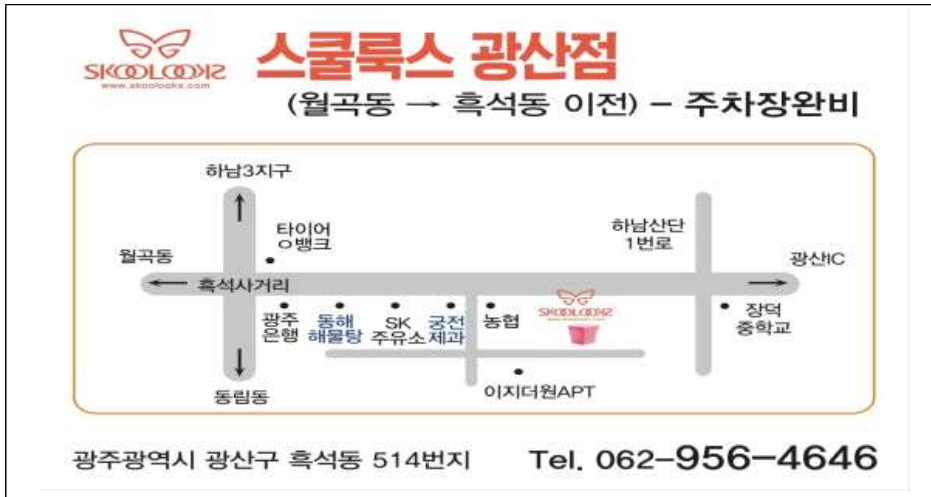 SKOOLOOKS
www.skoolooks.com
스쿨룩스 광산점
(월곡동 → 흑석동 이전) - 주차장완비
하남3지구
타이어
O뱅크
하남산단
1번로
월곡동
광산IC
흑석사거리
광주
은행
동해
해물탕
SK
주유소
궁전
제과
농협
SKOOLOOKS
장덕
중학교
동림동
이지더원APT
광주광역시 광산구 흑석동 514번지
Tel. 062-956-4646